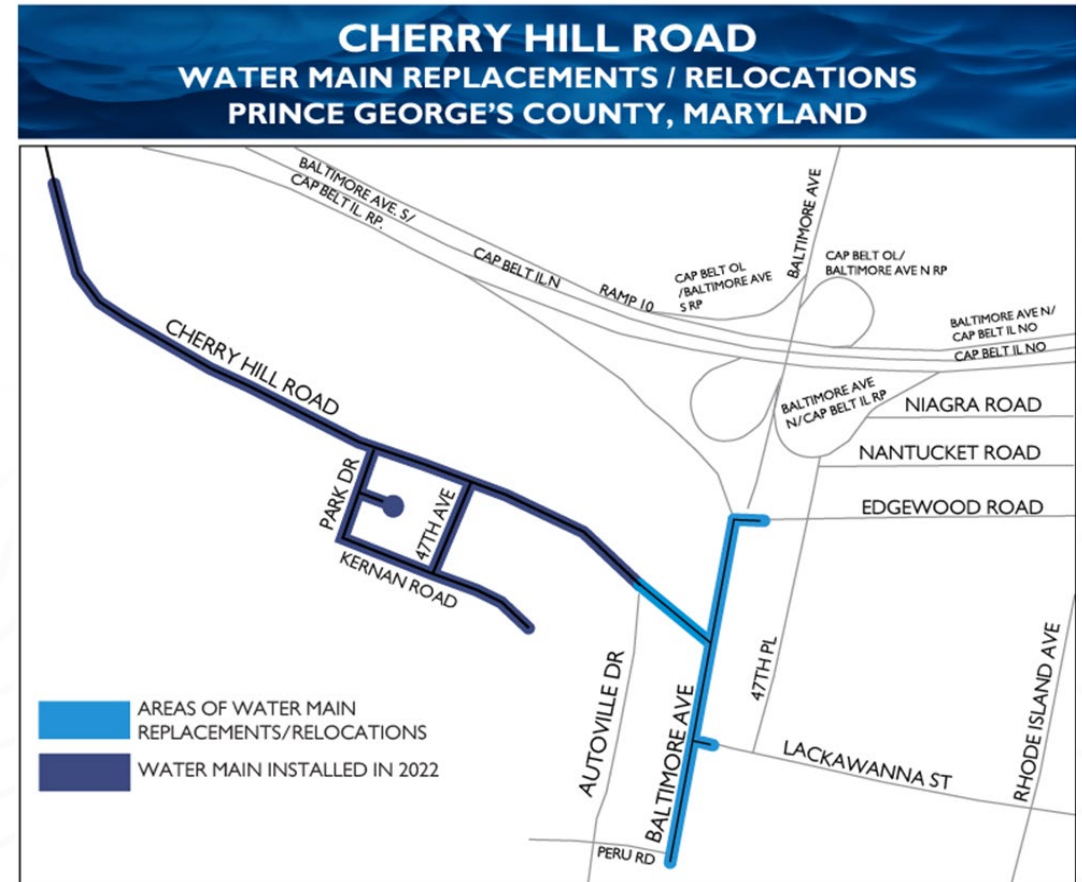 CHERRY HILL ROAD
WATER MAIN REPLACEMENTS / RELOCATIONS
PRINCE GEORGE'S COUNTY, MARYLAND
BALTIMORE AVE. S/
CAP BELT IL. RP.
CAP BELT IL N
RAMP 10
CAP BELT OL
/BALTIMORE AVE
S RP
BALTIMORE AVE
CAP BELT OL/
BALTIMORE AVE N RP
BALTIMORE AVE N/
CAP BELT IL NO
CAP BELT IL NO
BALTIMORE AVE
N/CAP BELT IL RP
NIAGRA ROAD
NANTUCKET ROAD
EDGEWOOD ROAD
CHERRY HILL ROAD
PARK DR
47TH AVE
KERNAN ROAD
AUTOVILLE DR
BALTIMORE AVE
47TH PL
LACKAWANNA ST
RHODE ISLAND AVE
PERU RD
AREAS OF WATER MAIN
REPLACEMENTS/RELOCATIONS
WATER MAIN INSTALLED IN 2022